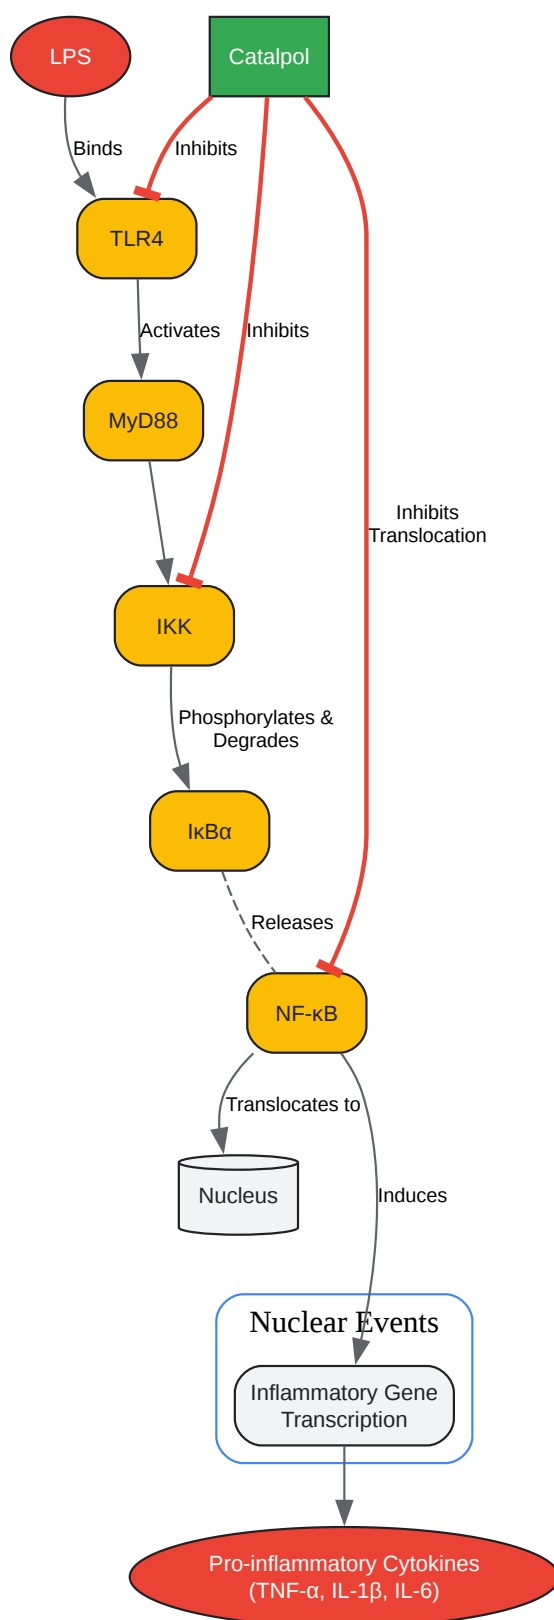 LPS
Catalpol
Binds
Inhibits
TLR4
Activates
Inhibits
MyD88
Inhibits
Translocation
IKK
Phosphorylates &
Degrades
IκBα
Releases
NF-κB
Translocates to
Nucleus
Induces
Nuclear Events
Inflammatory Gene
Transcription
Pro-inflammatory Cytokines
(TNF-α, IL-1β, IL-6)